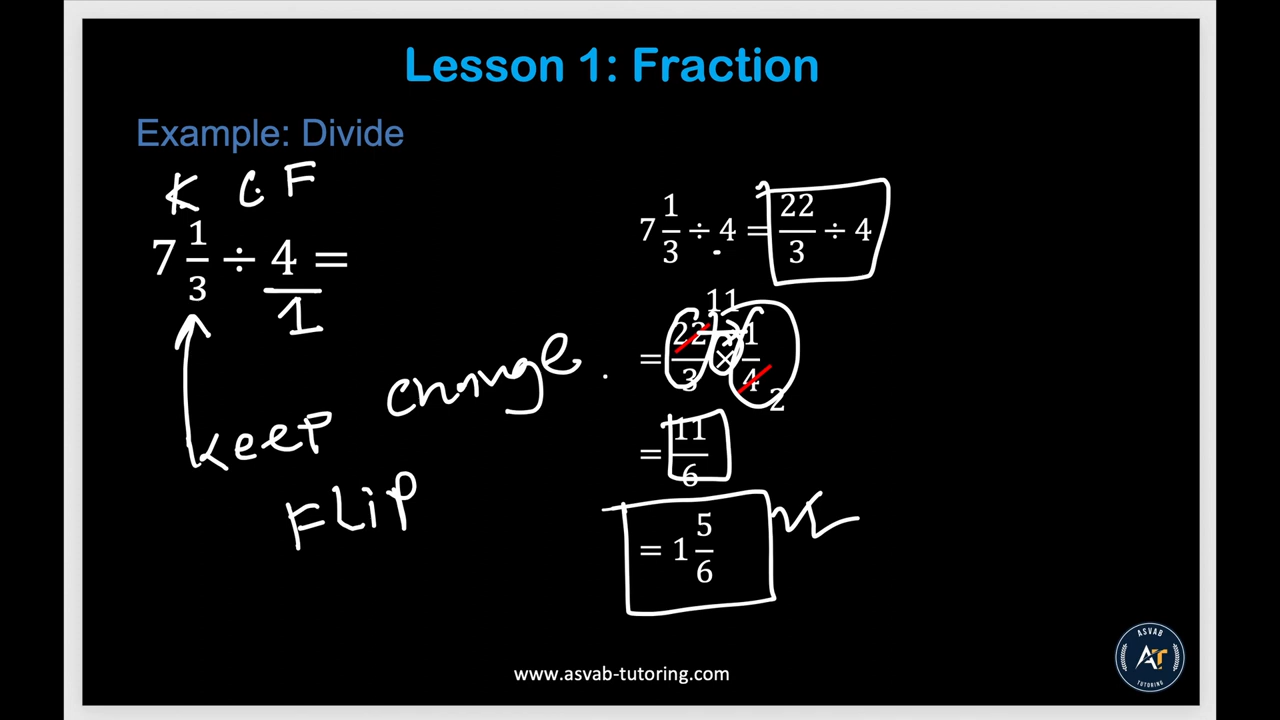 Lesson 1: Fraction
Example: Divide
K C F
7 1/3 ÷ 4/1 =
keep change.
FLiP
7 1/3 ÷ 4 = 22/3 ÷ 4
11
= 22/3 × 1/4
2
= 11/6
= 1 5/6
www.asvab-tutoring.com
ASVAB
AT
TUTORING